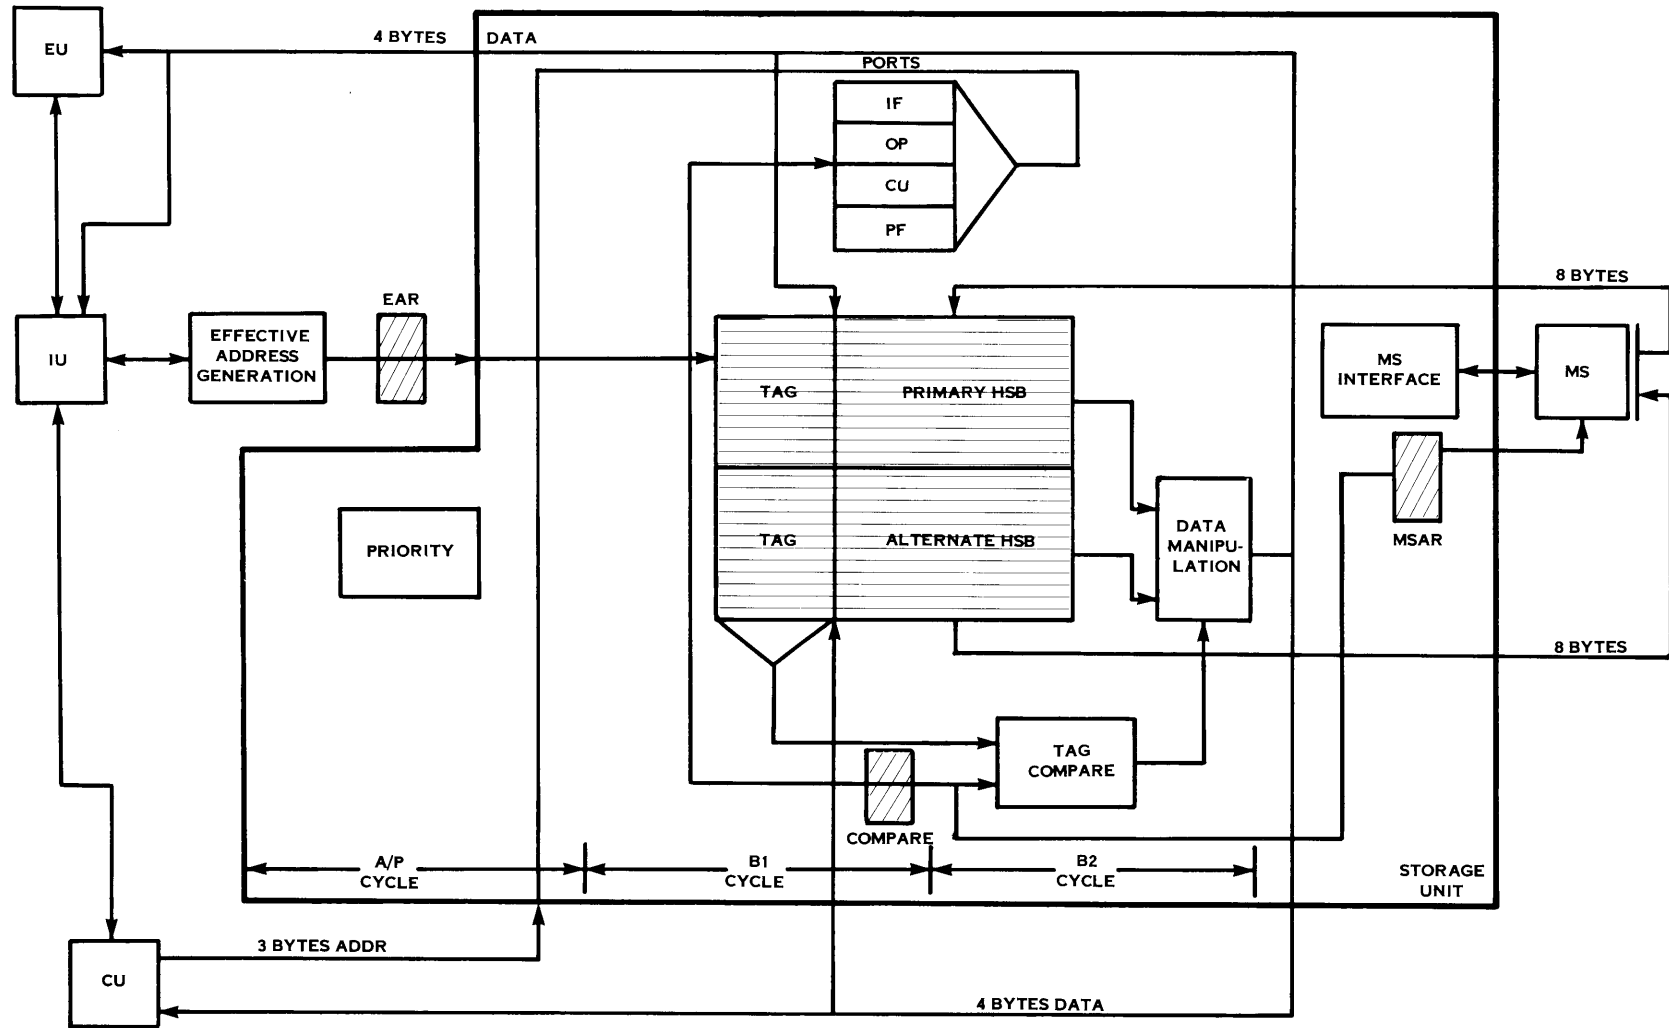 EU
4 BYTES DATA
PORTS
IF
OP
CU
PF
8 BYTES
EAR
IU
EFFECTIVE
ADDRESS
GENERATION
TAG
PRIMARY HSB
MS
INTERFACE
MS
MSAR
PRIORITY
TAG
ALTERNATE HSB
DATA
MANIPU-
LATION
8 BYTES
TAG
COMPARE
COMPARE
A/P
CYCLE
B1
CYCLE
B2
CYCLE
STORAGE
UNIT
3 BYTES ADDR
CU
4 BYTES DATA